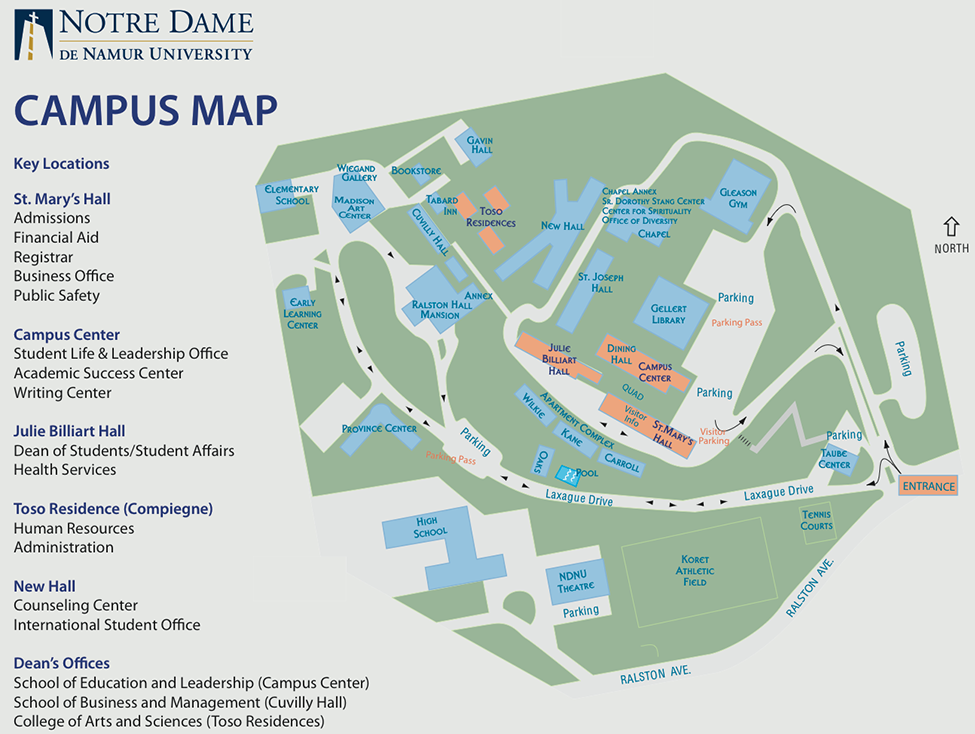 NOTRE DAME
DE NAMUR UNIVERSITY
CAMPUS MAP
Key Locations
St. Mary's Hall
Admissions
Financial Aid
Registrar
Business Office
Public Safety
Campus Center
Student Life & Leadership Office
Academic Success Center
Writing Center
Julie Billiart Hall
Dean of Students/Student Affairs
Health Services
Toso Residence (Compiegne)
Human Resources
Administration
New Hall
Counseling Center
International Student Office
Dean's Offices
School of Education and Leadership (Campus Center)
School of Business and Management (Cuvilly Hall)
College of Arts and Sciences (Toso Residences)
GAVIN
HALL
WIEGAND
GALLERY
BOOKSTORE
ELEMENTARY
SCHOOL
MADISON
ART
CENTER
TABARD
INN
TOSO
RESIDENCES
CUVILLY HALL
NEW HALL
CHAPEL ANNEX
SR. DOROTHY STANG CENTER
CENTER FOR SPIRITUALITY
OFFICE OF DIVERSITY
CHAPEL
GLEASON
GYM
NORTH
ST. JOSEPH
HALL
EARLY
LEARNING
CENTER
ANNEX
RALSTON HALL
MANSION
GELLERT
LIBRARY
Parking
Parking Pass
JULIE
BILLIART
HALL
DINING
HALL
CAMPUS
CENTER
Parking
Parking
QUAD
WILKIE
APARTMENT COMPLEX
KANE
CARROLL
OAKS
POOL
Visitor
Info
ST. MARY'S
HALL
Visitor
Parking
PROVINCE CENTER
Parking
Parking Pass
Parking
TAUBE
CENTER
ENTRANCE
Laxague Drive
Laxague Drive
HIGH
SCHOOL
TENNIS
COURTS
NDNU
THEATRE
Parking
KORET
ATHLETIC
FIELD
RALSTON AVE.
RALSTON AVE.